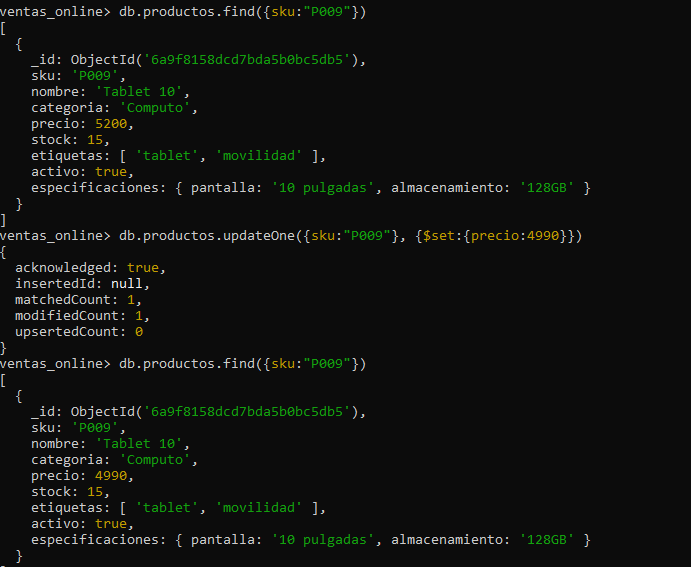 ventas_online> db.productos.find({sku:"P009"})
[
  {
    _id: ObjectId('6a9f8158dcd7bda5b0bc5db5'),
    sku: 'P009',
    nombre: 'Tablet 10',
    categoria: 'Computo',
    precio: 5200,
    stock: 15,
    etiquetas: [ 'tablet', 'movilidad' ],
    activo: true,
    especificaciones: { pantalla: '10 pulgadas', almacenamiento: '128GB' }
  }
]
ventas_online> db.productos.updateOne({sku:"P009"}, {$set:{precio:4990}})
{
  acknowledged: true,
  insertedId: null,
  matchedCount: 1,
  modifiedCount: 1,
  upsertedCount: 0
}
ventas_online> db.productos.find({sku:"P009"})
[
  {
    _id: ObjectId('6a9f8158dcd7bda5b0bc5db5'),
    sku: 'P009',
    nombre: 'Tablet 10',
    categoria: 'Computo',
    precio: 4990,
    stock: 15,
    etiquetas: [ 'tablet', 'movilidad' ],
    activo: true,
    especificaciones: { pantalla: '10 pulgadas', almacenamiento: '128GB' }
  }